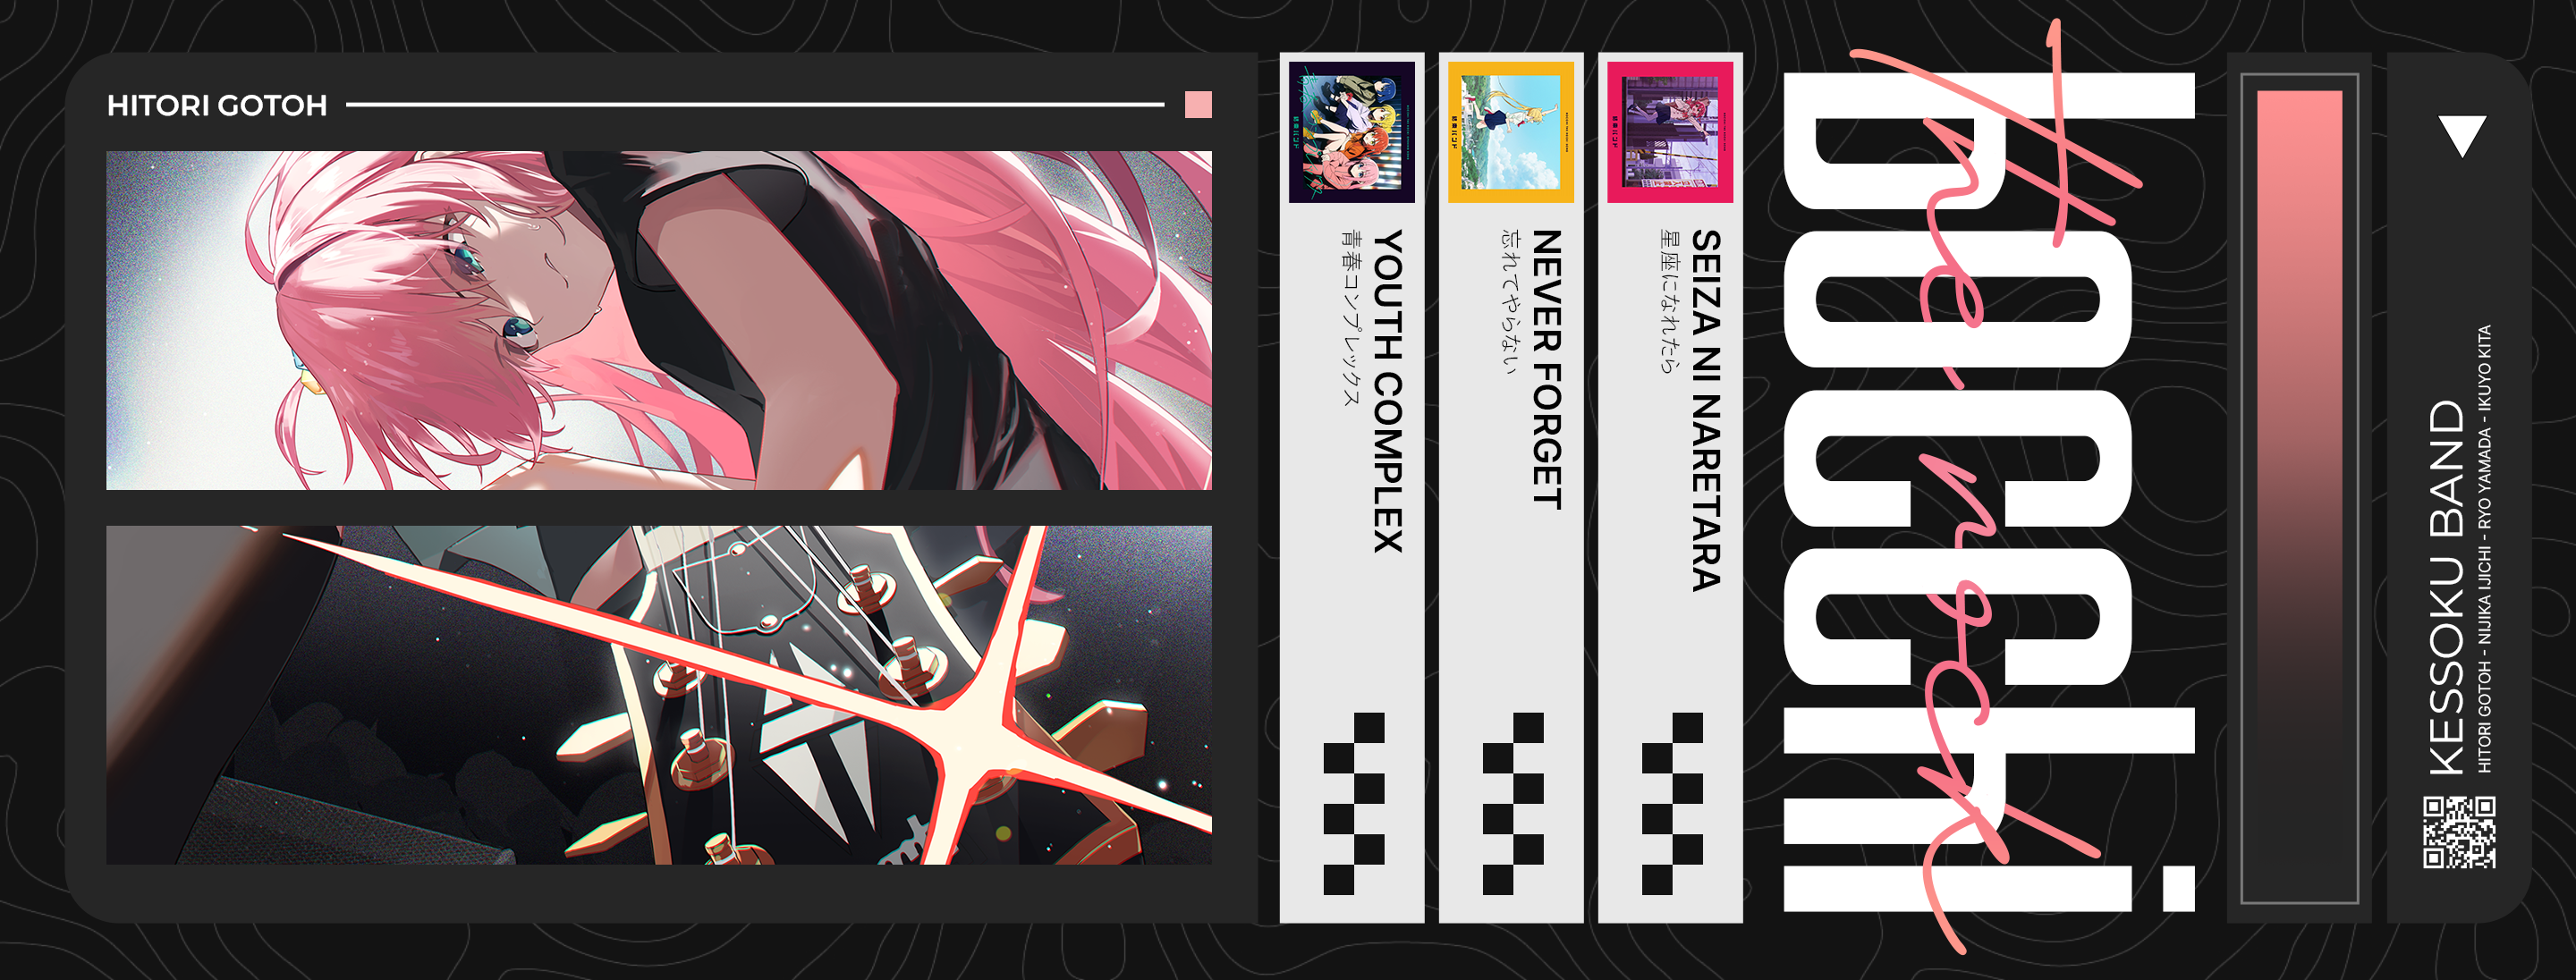 HITORI GOTOH
YOUTH COMPLEX
青春コンプレックス
NEVER FORGET
忘れてやらない
SEIZA NI NARETARA
星座になれたら
bocchi
the rock
KESSOKU BAND
HITORI GOTOH - NIJIKA IJICHI - RYO YAMADA - IKUYO KITA